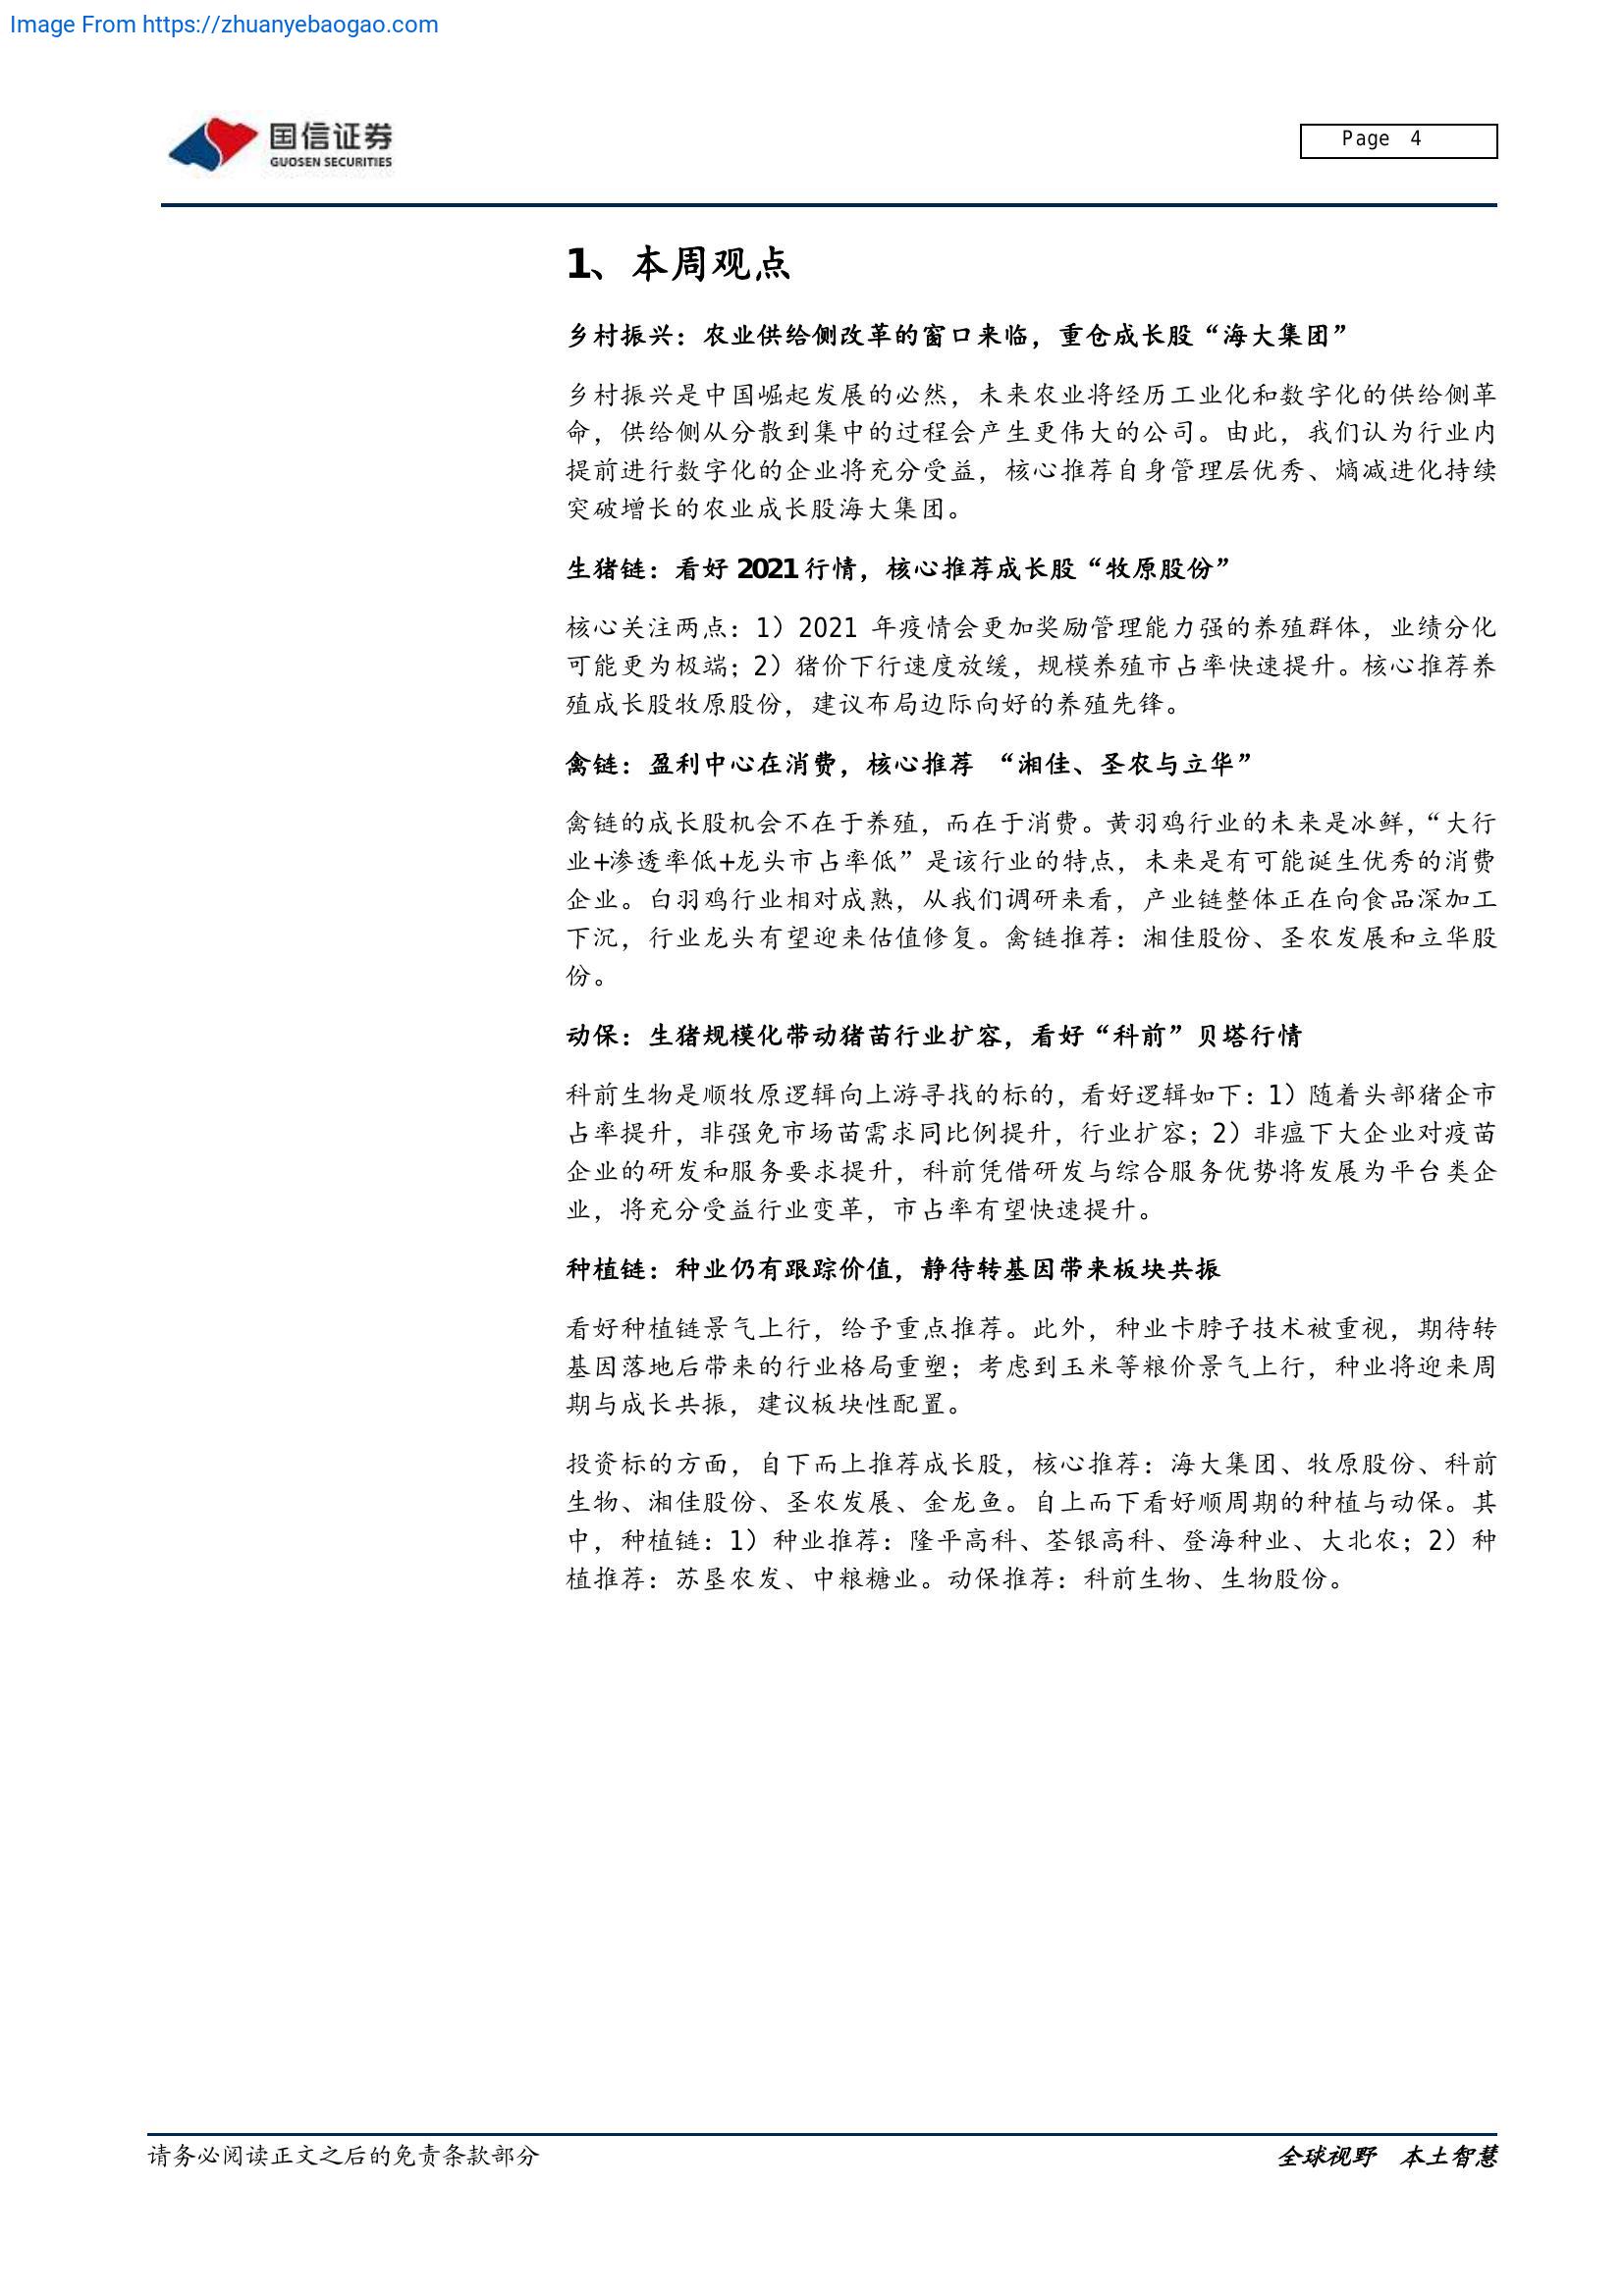 Image From https://zhuanyebaogao.com
国信证券
GUOSEN SECURITIES
Page 4
1、本周观点
乡村振兴：农业供给侧改革的窗口来临，重仓成长股“海大集团”
乡村振兴是中国崛起发展的必然，未来农业将经历工业化和数字化的供给侧革
命，供给侧从分散到集中的过程会产生更伟大的公司。由此，我们认为行业内
提前进行数字化的企业将充分受益，核心推荐自身管理层优秀、熵减进化持续
突破增长的农业成长股海大集团。
生猪链：看好 2021 行情，核心推荐成长股“牧原股份”
核心关注两点：1）2021 年疫情会更加奖励管理能力强的养殖群体，业绩分化
可能更为极端；2）猪价下行速度放缓，规模养殖市占率快速提升。核心推荐养
殖成长股牧原股份，建议布局边际向好的养殖先锋。
禽链：盈利中心在消费，核心推荐 “湘佳、圣农与立华”
禽链的成长股机会不在于养殖，而在于消费。黄羽鸡行业的未来是冰鲜，“大行
业+渗透率低+龙头市占率低”是该行业的特点，未来是有可能诞生优秀的消费
企业。白羽鸡行业相对成熟，从我们调研来看，产业链整体正在向食品深加工
下沉，行业龙头有望迎来估值修复。禽链推荐：湘佳股份、圣农发展和立华股
份。
动保：生猪规模化带动猪苗行业扩容，看好“科前”贝塔行情
科前生物是顺牧原逻辑向上游寻找的标的，看好逻辑如下：1）随着头部猪企市
占率提升，非强免市场苗需求同比例提升，行业扩容；2）非瘟下大企业对疫苗
企业的研发和服务要求提升，科前凭借研发与综合服务优势将发展为平台类企
业，将充分受益行业变革，市占率有望快速提升。
种植链：种业仍有跟踪价值，静待转基因带来板块共振
看好种植链景气上行，给予重点推荐。此外，种业卡脖子技术被重视，期待转
基因落地后带来的行业格局重塑；考虑到玉米等粮价景气上行，种业将迎来周
期与成长共振，建议板块性配置。
投资标的方面，自下而上推荐成长股，核心推荐：海大集团、牧原股份、科前
生物、湘佳股份、圣农发展、金龙鱼。自上而下看好顺周期的种植与动保。其
中，种植链：1）种业推荐：隆平高科、荃银高科、登海种业、大北农；2）种
植推荐：苏垦农发、中粮糖业。动保推荐：科前生物、生物股份。
请务必阅读正文之后的免责条款部分
全球视野 本土智慧